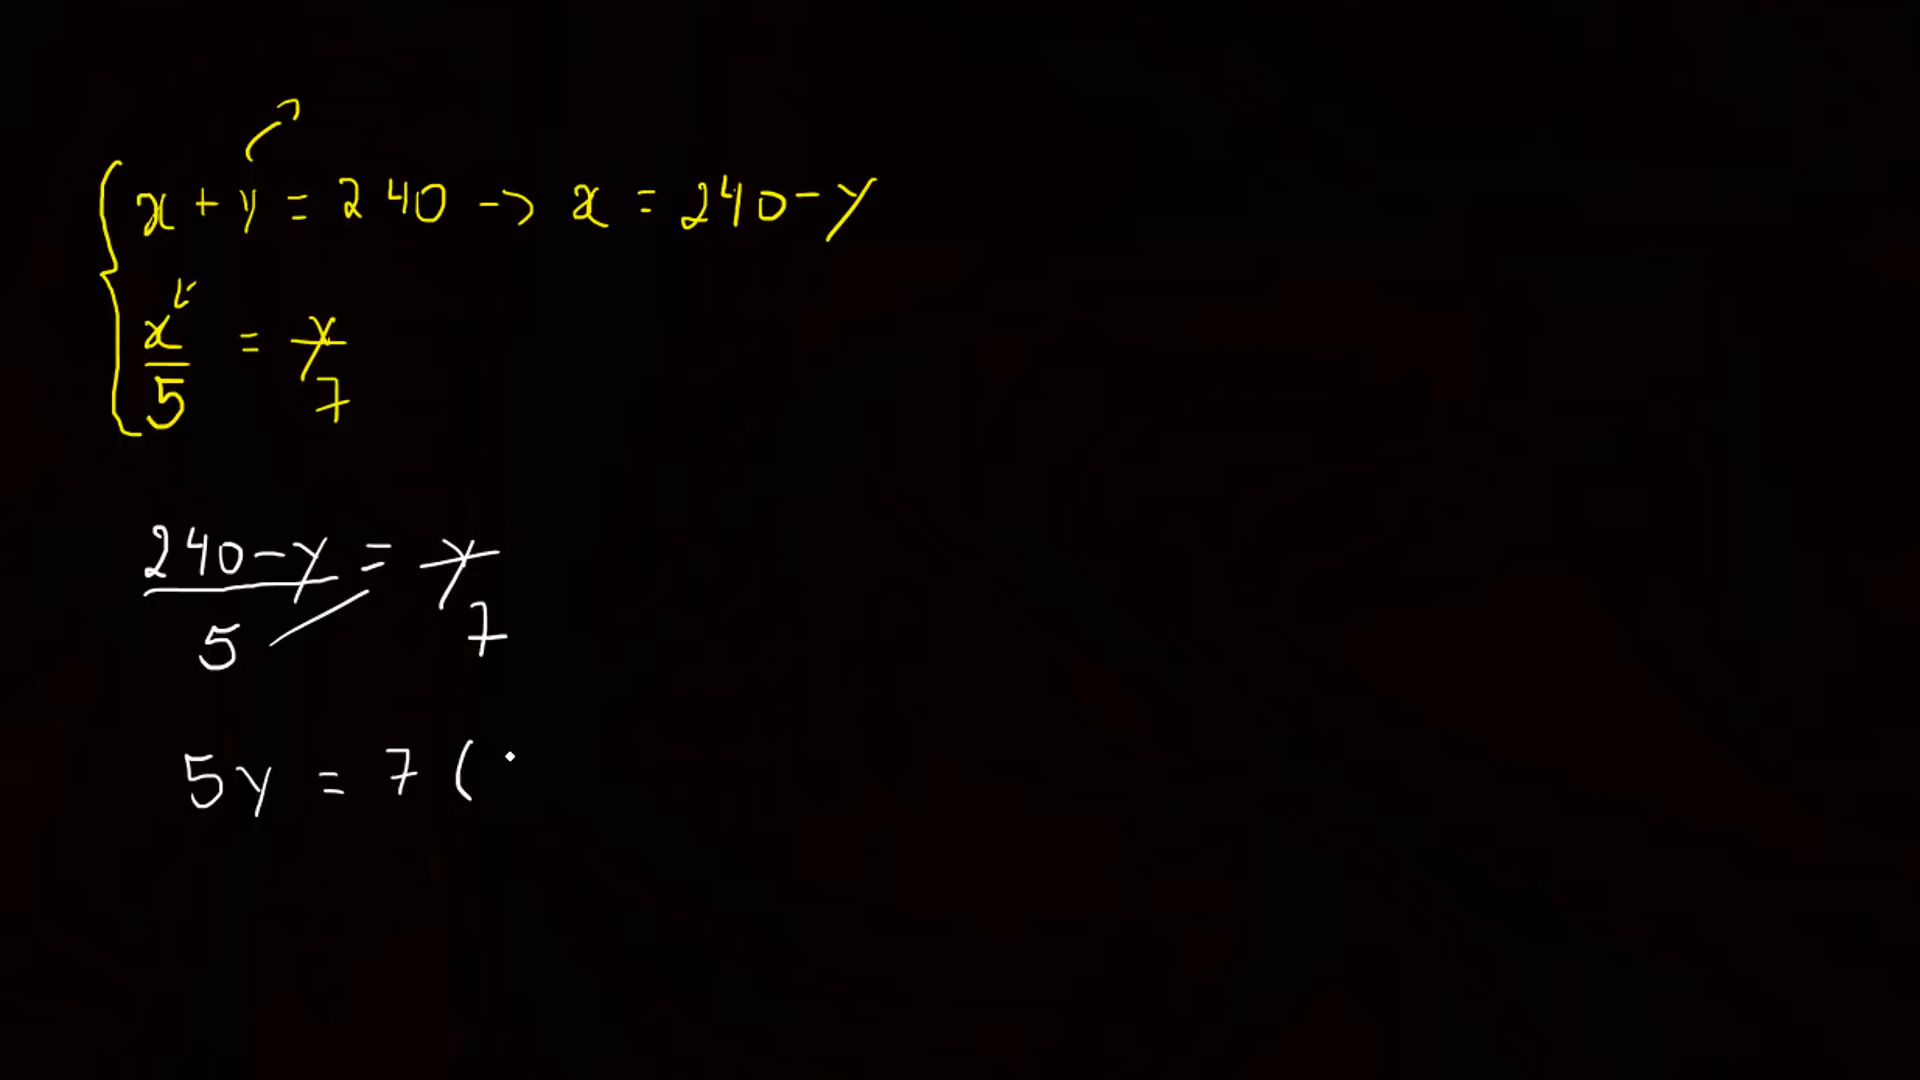 x + y = 240 -> x = 240 - y
x/5 = y/7
240 - y/5 = y/7
5y = 7 (